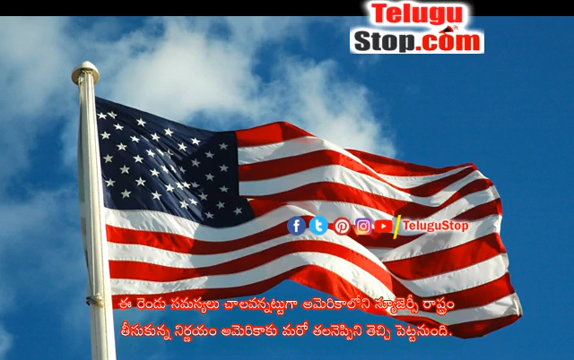 Telugu
Stop.com
TeluguStop
ఈ రెండు సమస్యలు చాలవన్నట్టుగా అమెరికాలోని న్యూజెర్సీ రాష్ట్రం
తీసుకున్న నిర్ణయం అమెరికాకు మరో తలనెప్పిని తెచ్చి పెట్టనుంది.